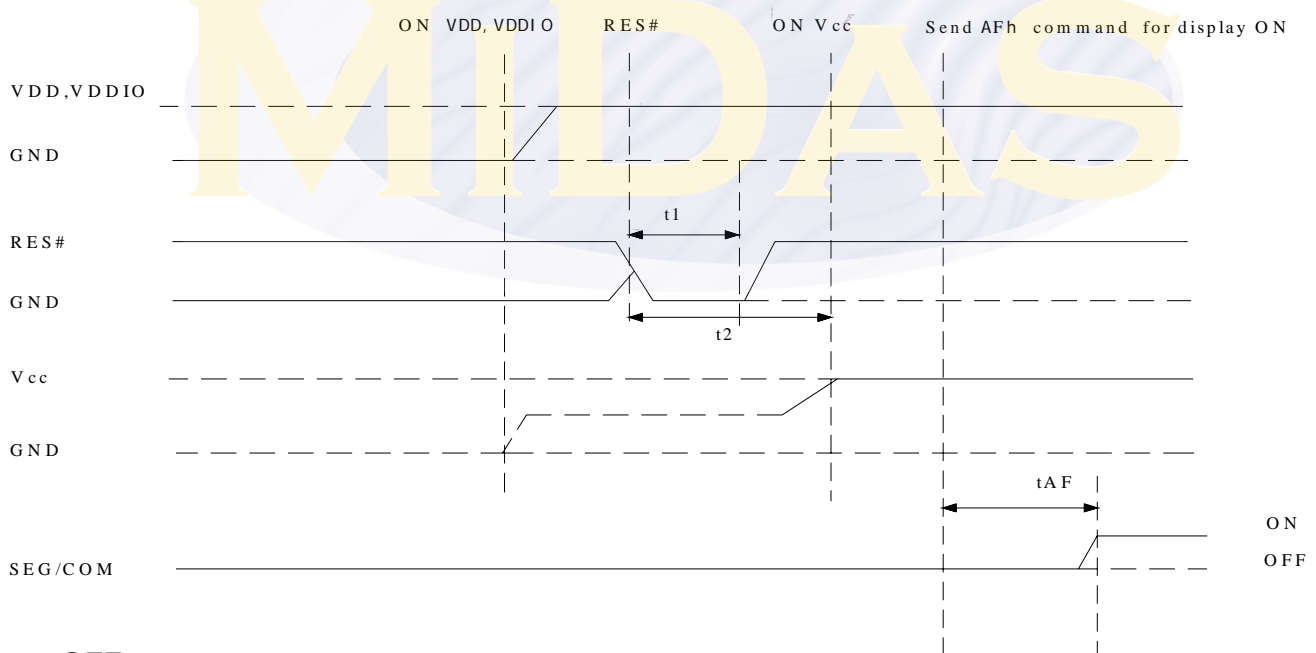 ON VDD, VDDIO RES# ON Vcc Send AFh command for display ON
VDD,VDDIO
GND
t1
RES#
GND
t2
Vcc
GND
tAF
ON
OFF
SEG/COM
MIDAS